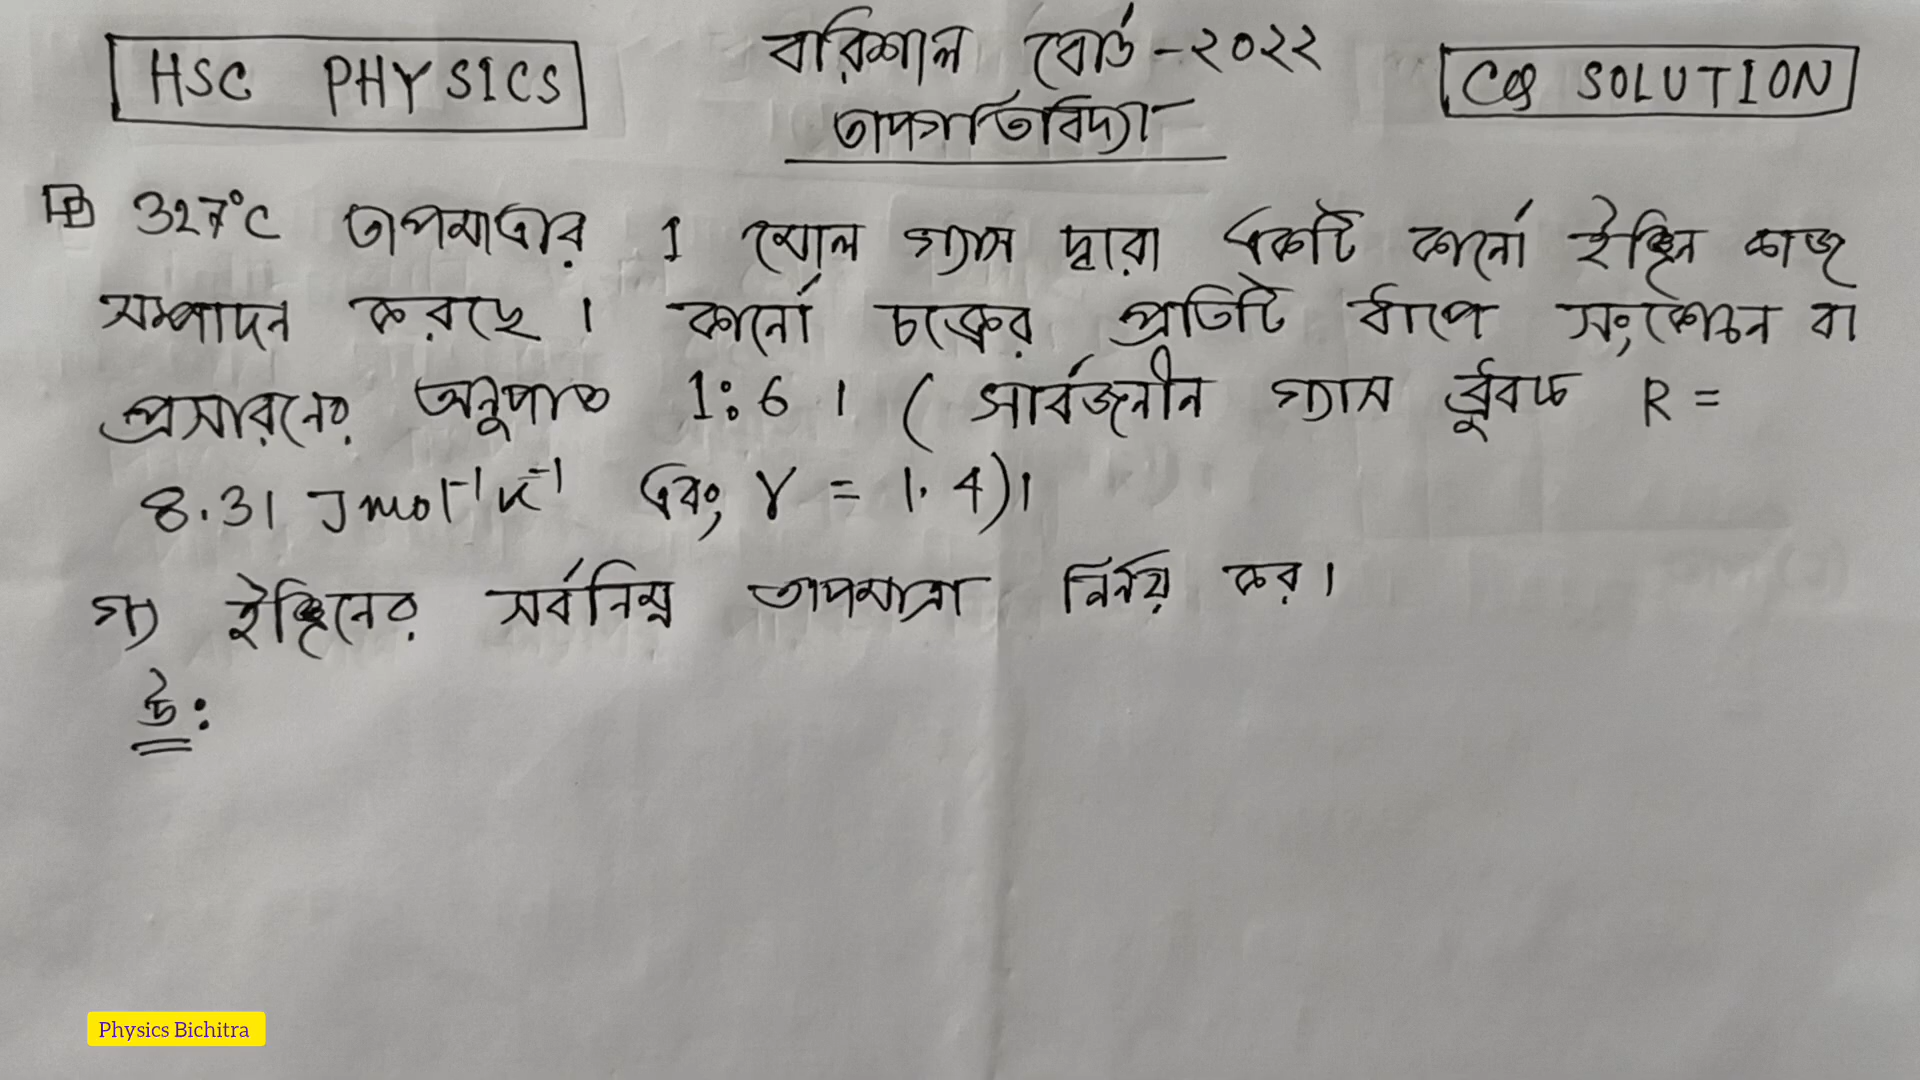 HSC PHYSICS
বরিশাল বোর্ড -২০২২
CQ SOLUTION
তাপগতিবিদ্যা
327°C তাপমাত্রার 1 মোল গ্যাস দ্বারা একটি কার্নো ইঞ্জিন কাজ
সম্পাদন করছে । কার্নো চক্রের প্রতিটি ধাপে সংকোচন বা
প্রসারনের অনুপাত 1:6 । ( সার্বজনীন গ্যাস ধ্রুবক R =
8.31 Jmol⁻¹K⁻¹ এবং γ = 1.4)।
গ) ইঞ্জিনের সর্বনিম্ন তাপমাত্রা নির্নয় কর ।
উ:
Physics Bichitra